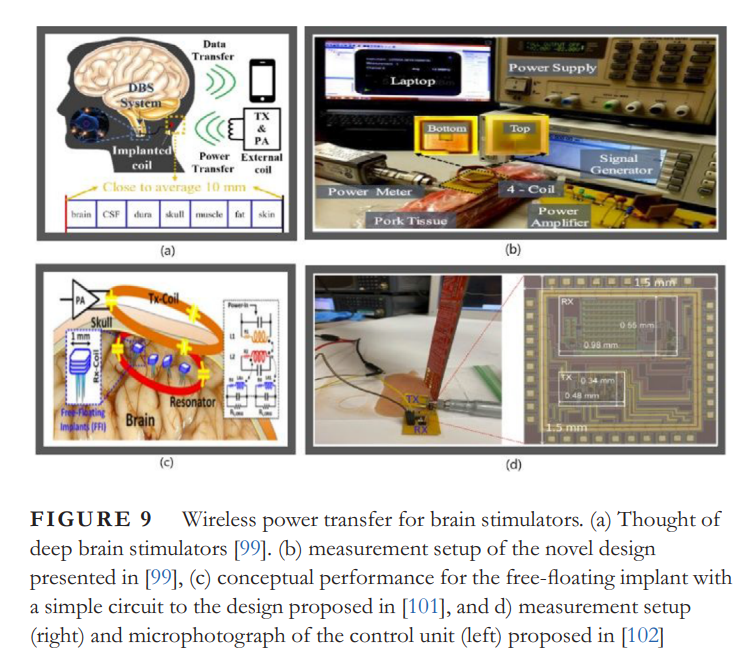 Data
Transfer
DBS
System
TX
&
PA
Implanted
coil
Power
Transfer
External
coil
Close to average 10 mm
brain CSF dura skull muscle fat skin
(a)
Laptop
Power Supply
Bottom
Top
Signal
Generator
Power Meter
4 - Coil
Pork Tissue
Power
Amplifier
(b)
PA
Tx-Coil
Skull
1 mm
Rx-Coil
Power in
L1
L2
Free-Floating
Implants (FFI)
Brain
Resonator
(c)
TX
RX
1.5 mm
RX
0.55 mm
0.98 mm
TX
0.34 mm
0.48 mm
1.5 mm
(d)
FIGURE 9 Wireless power transfer for brain stimulators. (a) Thought of
deep brain stimulators [99]. (b) measurement setup of the novel design
presented in [99], (c) conceptual performance for the free-floating implant with
a simple circuit to the design proposed in [101], and d) measurement setup
(right) and microphotograph of the control unit (left) proposed in [102]